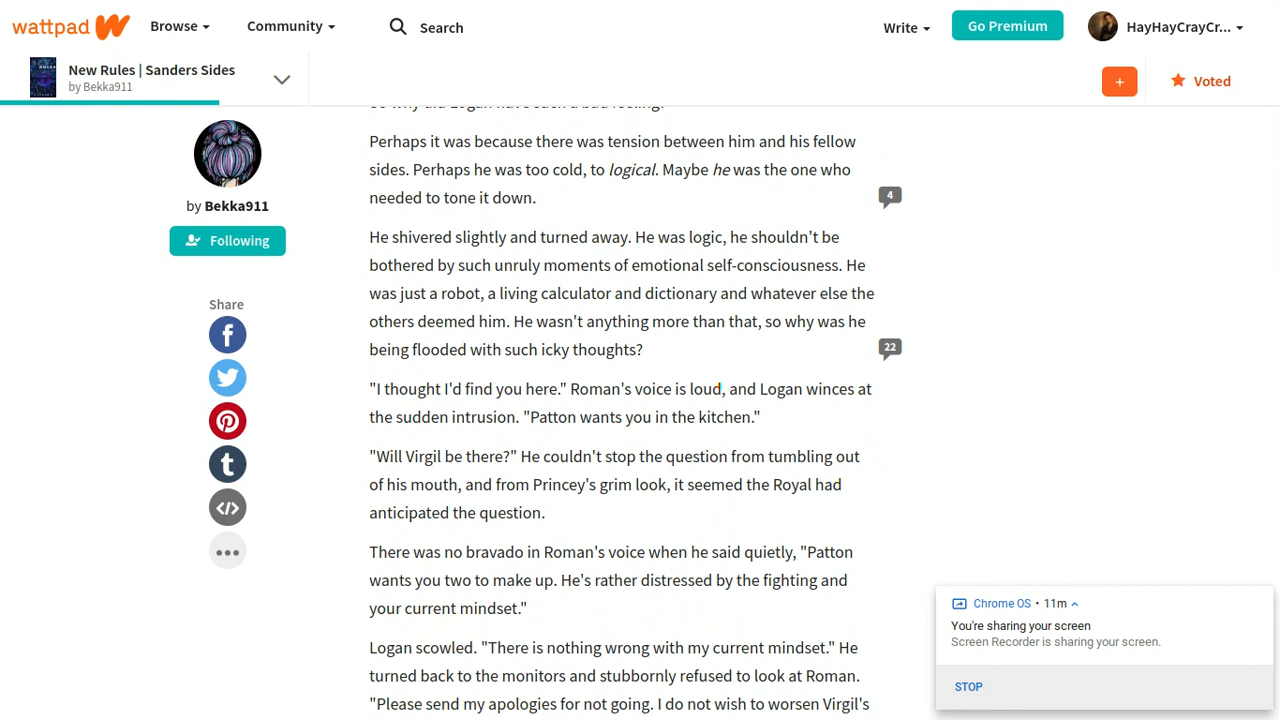 wattpad
Browse
Community
Search
Write
Go Premium
HayHayCrayCr...
New Rules | Sanders Sides
by Bekka911
+
Voted
So why did Logan have such a bad feeling?
Perhaps it was because there was tension between him and his fellow
sides. Perhaps he was too cold, to logical. Maybe he was the one who
needed to tone it down.
4
by Bekka911
Following
Share
He shivered slightly and turned away. He was logic, he shouldn't be
bothered by such unruly moments of emotional self-consciousness. He
was just a robot, a living calculator and dictionary and whatever else the
others deemed him. He wasn't anything more than that, so why was he
being flooded with such icky thoughts?
22
"I thought I'd find you here." Roman's voice is loud, and Logan winces at
the sudden intrusion. "Patton wants you in the kitchen."
"Will Virgil be there?" He couldn't stop the question from tumbling out
of his mouth, and from Princey's grim look, it seemed the Royal had
anticipated the question.
There was no bravado in Roman's voice when he said quietly, "Patton
wants you two to make up. He's rather distressed by the fighting and
your current mindset."
Logan scowled. "There is nothing wrong with my current mindset." He
turned back to the monitors and stubbornly refused to look at Roman.
"Please send my apologies for not going. I do not wish to worsen Virgil's
Chrome OS • 11m
You're sharing your screen
Screen Recorder is sharing your screen.
STOP